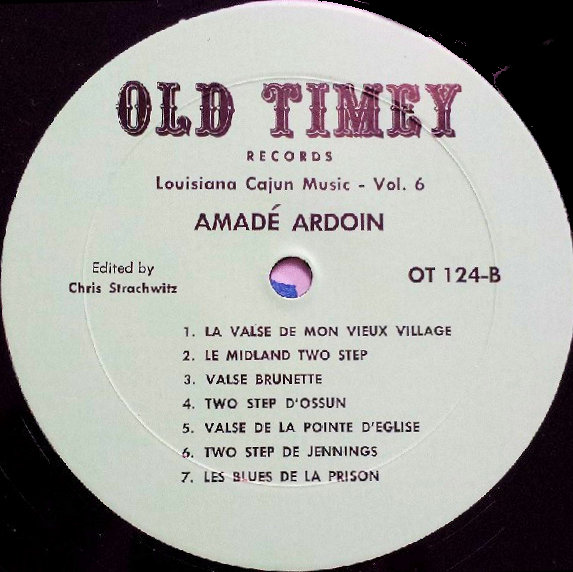 OLD TIMEY
RECORDS
Louisiana Cajun Music - Vol. 6
AMADÉ ARDOIN
Edited by
Chris Strachwitz
OT 124-B
1. LA VALSE DE MON VIEUX VILLAGE
2. LE MIDLAND TWO STEP
3. VALSE BRUNETTE
4. TWO STEP D'OSSUN
5. VALSE DE LA POINTE D'EGLISE
6. TWO STEP DE JENNINGS
7. LES BLUES DE LA PRISON